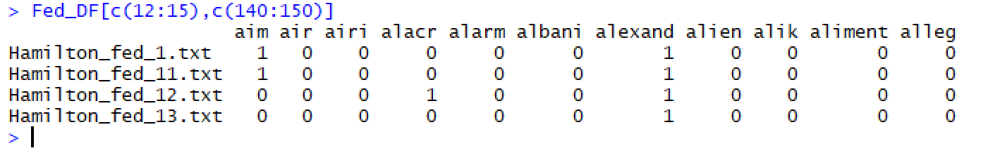 > Fed_DF[c(12:15),c(140:150)]
aim air airi alacr alarm albani alexand alien alik aliment alleg
Hamilton_fed_1.txt 1 0 0 0 0 0 1 0 0 0 0
Hamilton_fed_11.txt 1 0 0 0 0 0 1 0 0 0 0
Hamilton_fed_12.txt 0 0 0 1 0 0 1 0 0 0 0
Hamilton_fed_13.txt 0 0 0 0 0 0 1 0 0 0 0
>